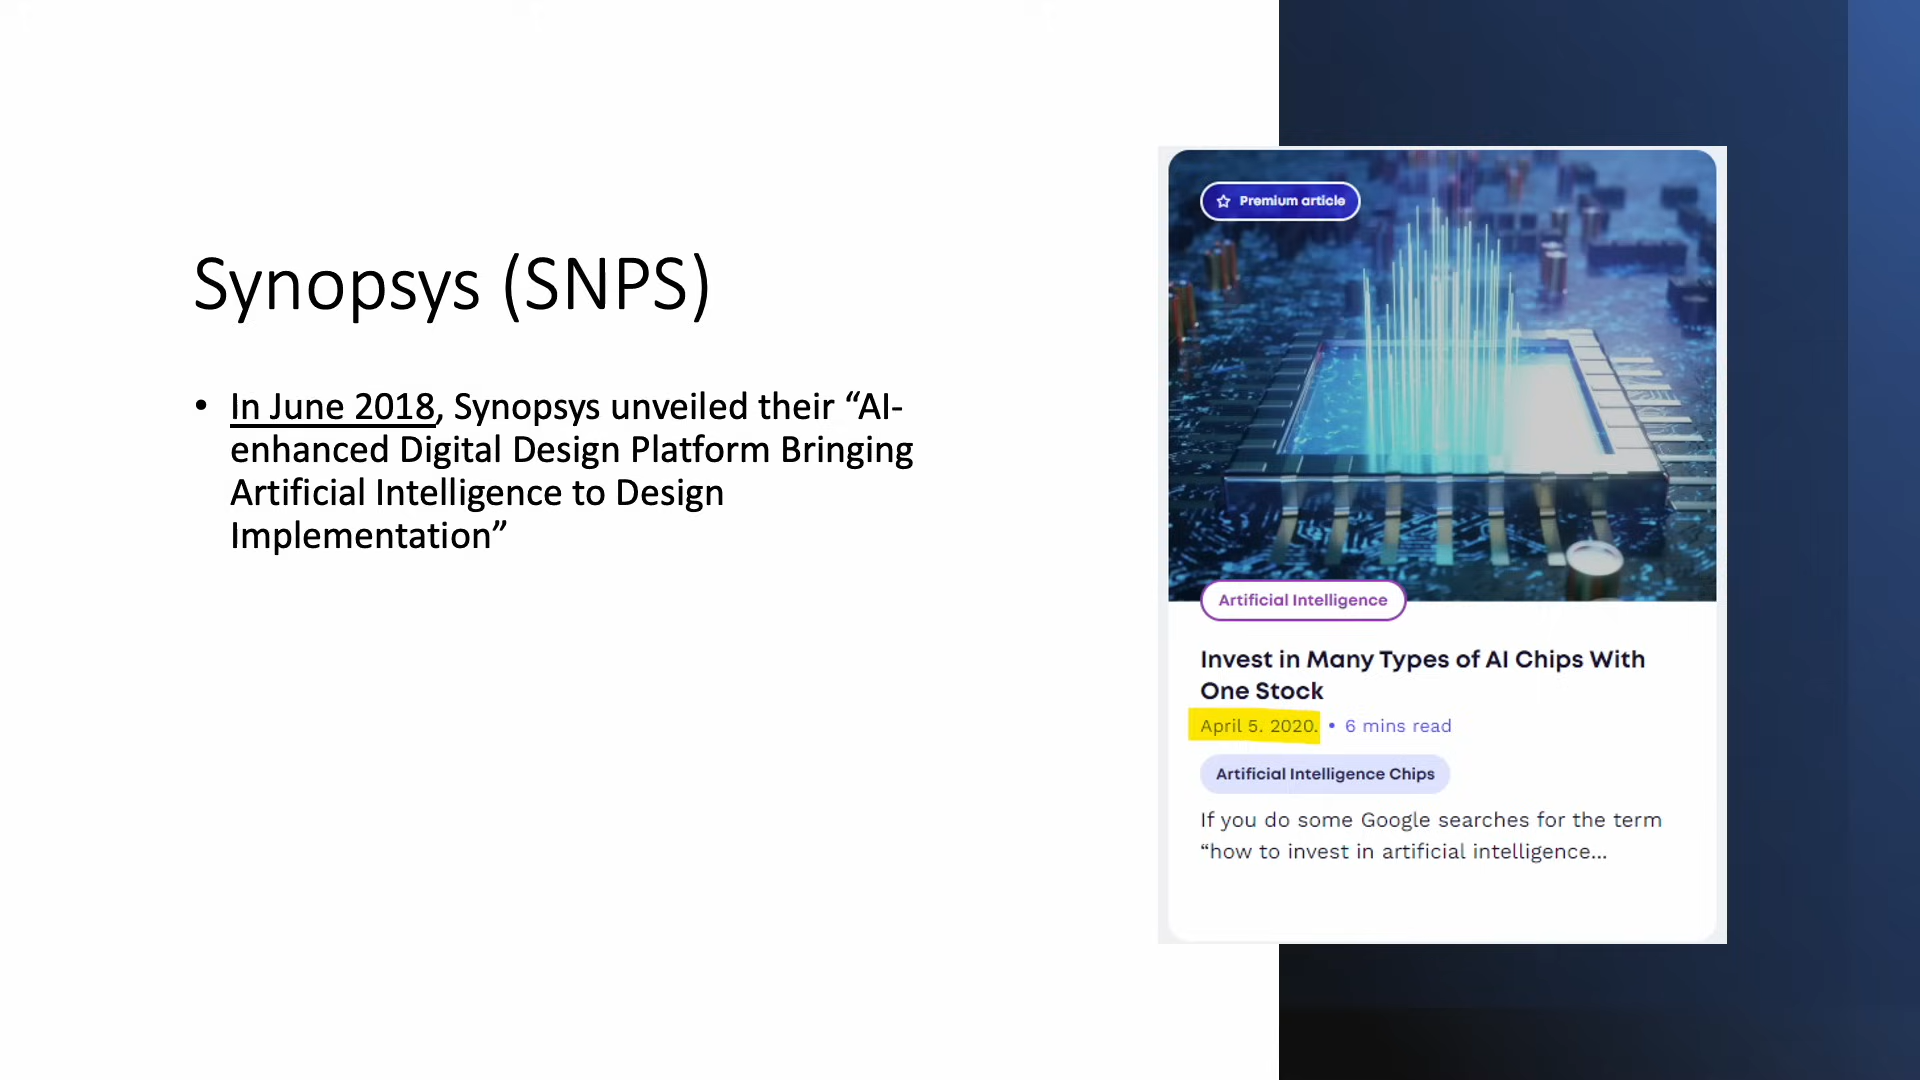 Synopsys (SNPS)
• In June 2018, Synopsys unveiled their “AI-
enhanced Digital Design Platform Bringing
Artificial Intelligence to Design
Implementation”
Premium article
Artificial Intelligence
Invest in Many Types of AI Chips With
One Stock
April 5. 2020. • 6 mins read
Artificial Intelligence Chips
If you do some Google searches for the term
“how to invest in artificial intelligence...